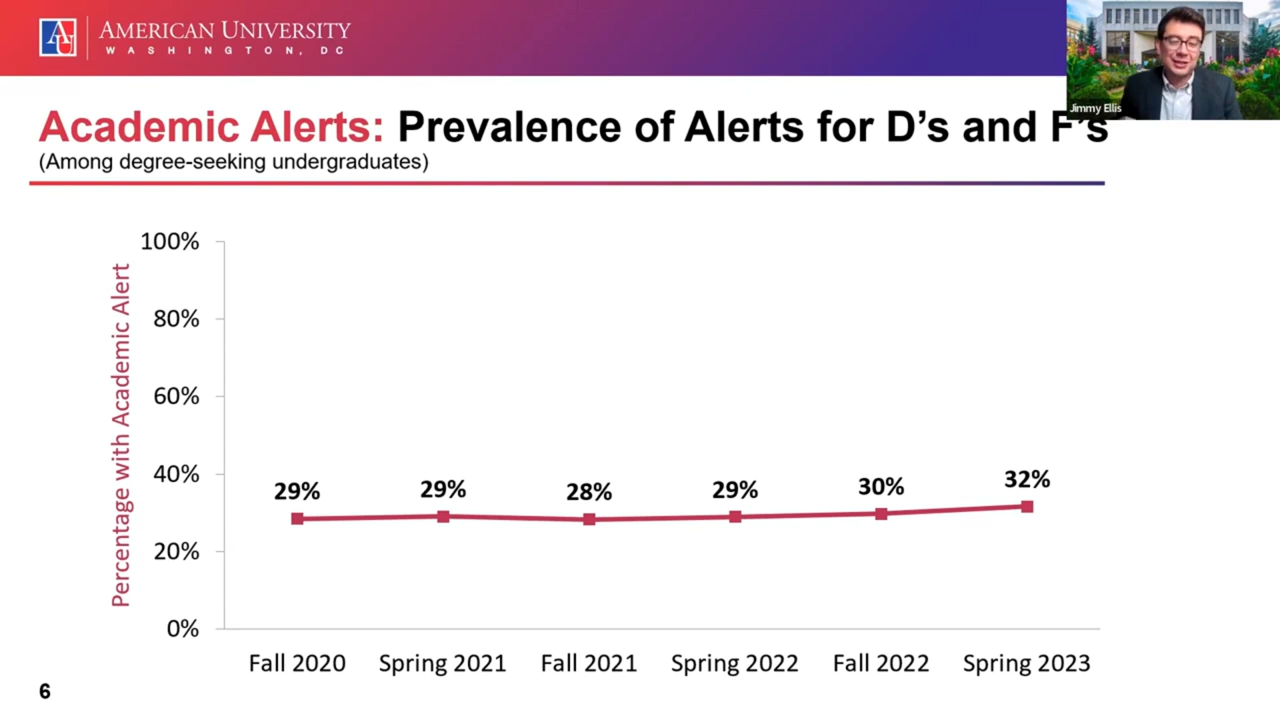 AU
AMERICAN UNIVERSITY
WASHINGTON, DC
Jimmy Ellis
Academic Alerts: Prevalence of Alerts for D's and F's
(Among degree-seeking undergraduates)
Percentage with Academic Alert
100%
80%
60%
40%
20%
0%
29%
29%
28%
29%
30%
32%
Fall 2020
Spring 2021
Fall 2021
Spring 2022
Fall 2022
Spring 2023
6